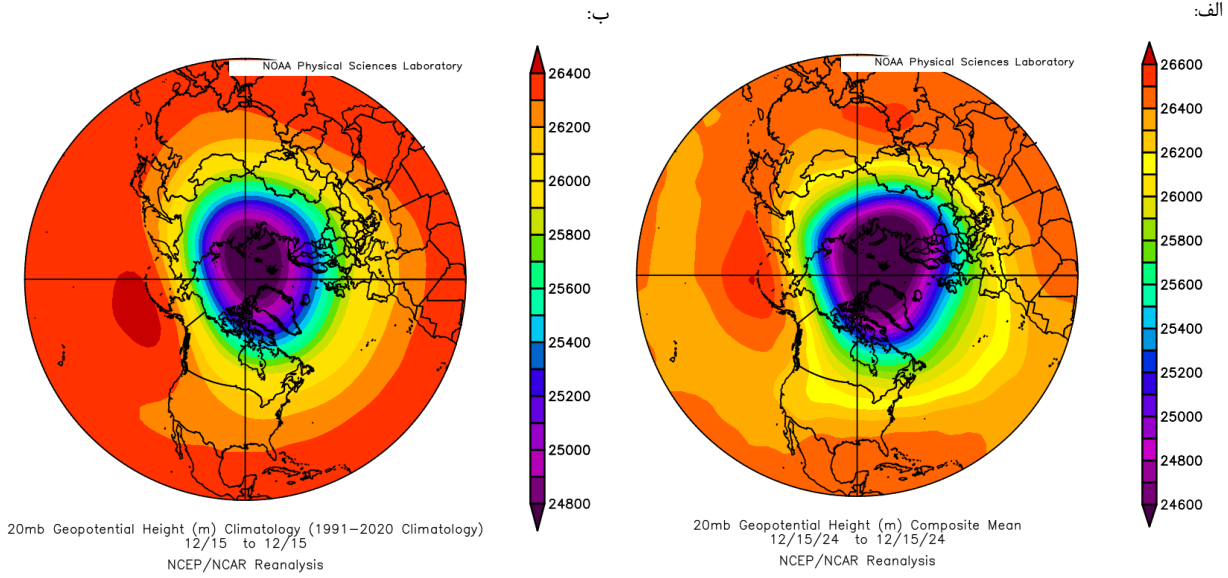 الف:
ب:
NOAA Physical Sciences Laboratory
26600
26400
26200
26000
25800
25600
25400
25200
25000
24800
24600
20mb Geopotential Height (m) Composite Mean
12/15/24 to 12/15/24
NCEP/NCAR Reanalysis
NOAA Physical Sciences Laboratory
26400
26200
26000
25800
25600
25400
25200
25000
24800
20mb Geopotential Height (m) Climatology (1991-2020 Climatology)
12/15 to 12/15
NCEP/NCAR Reanalysis